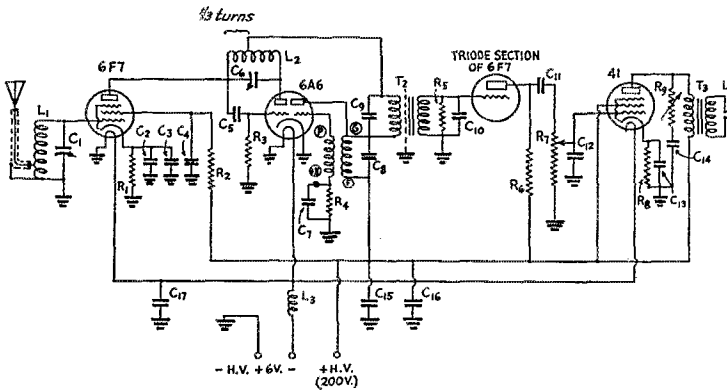 ⅓ turns
L2
6F7
C6
6A6
T2
TRIODE SECTION
OF 6F7
41
L1
C1
C2
C3
C4
C5
R3
C9
R5
C10
C11
R9
T3
L
R1
R2
P
G
C8
R7
C12
C14
R4
F
C7
R6
R8
C13
L3
C17
C15
C16
- H.V. + 6V. -
+H.V.
(200V.)